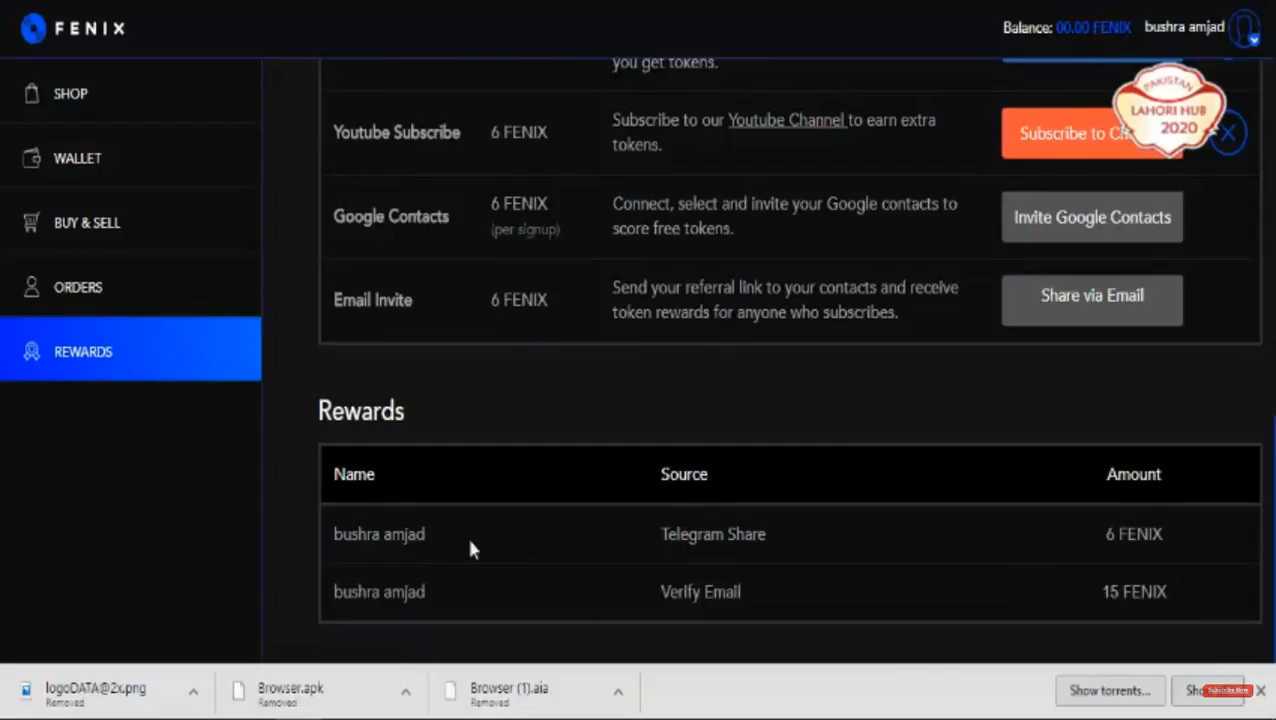 FENIX
Balance: 00.00 FENIX
bushra amjad
SHOP
WALLET
BUY & SELL
ORDERS
REWARDS
you get tokens.
Youtube Subscribe
6 FENIX
Subscribe to our Youtube Channel to earn extra
tokens.
Subscribe to
PAKISTAN
LAHORI HUB
2020
Google Contacts
6 FENIX
(per signup)
Connect, select and invite your Google contacts to
score free tokens.
Invite Google Contacts
Email Invite
6 FENIX
Send your referral link to your contacts and receive
token rewards for anyone who subscribes.
Share via Email
Rewards
Name
Source
Amount
bushra amjad
Telegram Share
6 FENIX
bushra amjad
Verify Email
15 FENIX
logoDATA@2x.png
Removed
Browser.apk
Removed
Browser (1).aia
Removed
Show torrents...
Subscribe Now